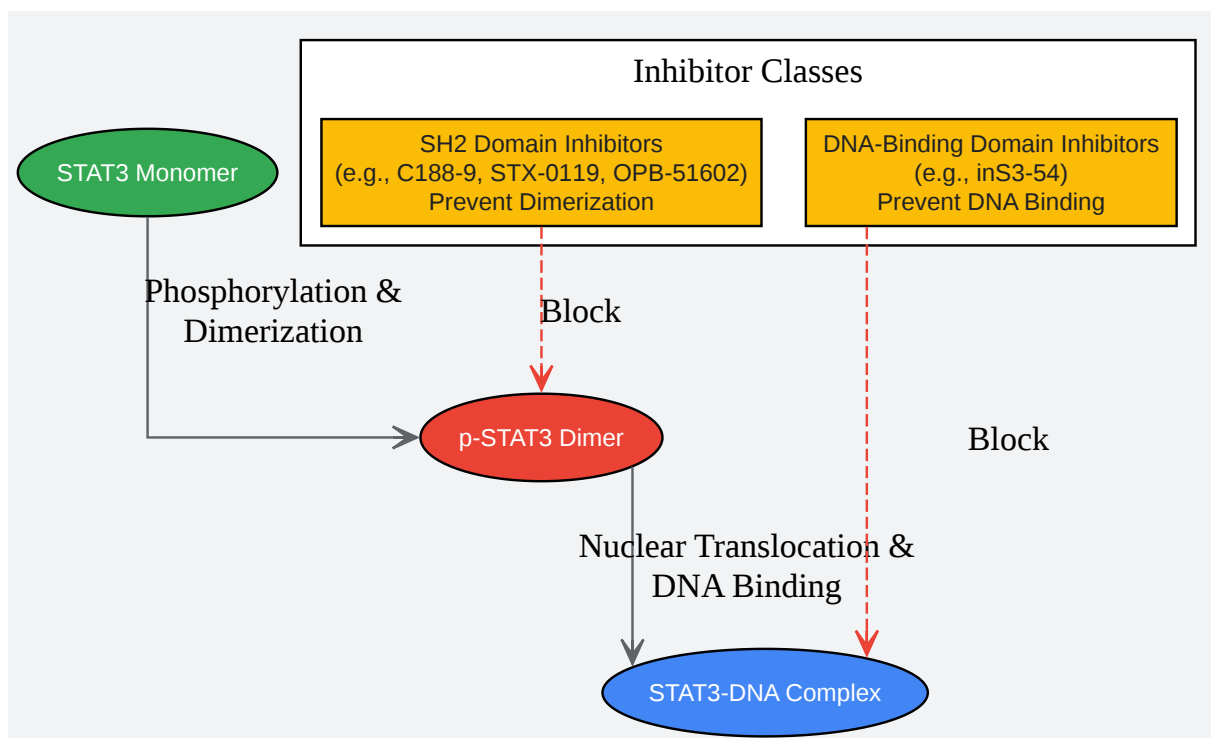 Inhibitor Classes
STAT3 Monomer
SH2 Domain Inhibitors
(e.g., C188-9, STX-0119, OPB-51602)
Prevent Dimerization
DNA-Binding Domain Inhibitors
(e.g., inS3-54)
Prevent DNA Binding
Phosphorylation &
Dimerization
Block
p-STAT3 Dimer
Block
Nuclear Translocation &
DNA Binding
STAT3-DNA Complex